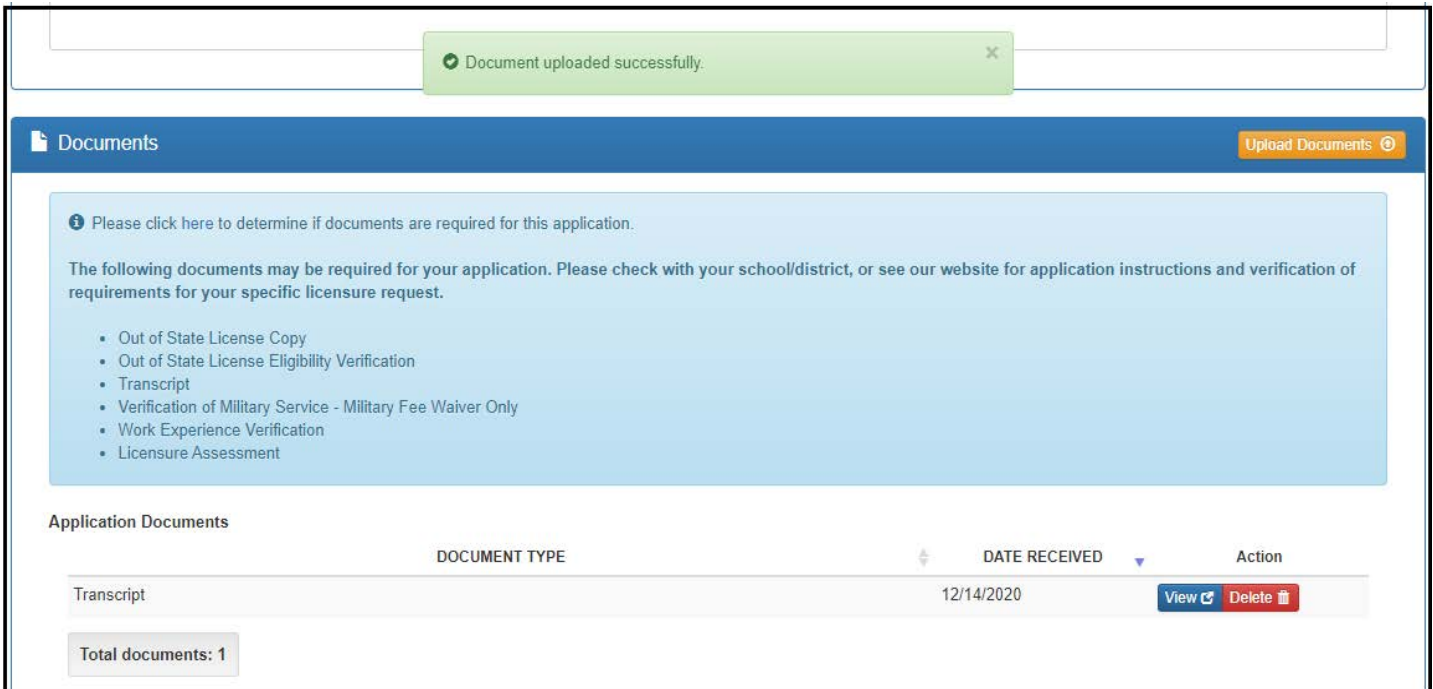 Document uploaded successfully.
×
Documents
Upload Documents
Please click here to determine if documents are required for this application.
The following documents may be required for your application. Please check with your school/district, or see our website for application instructions and verification of
requirements for your specific licensure request.
• Out of State License Copy
• Out of State License Eligibility Verification
• Transcript
• Verification of Military Service - Military Fee Waiver Only
• Work Experience Verification
• Licensure Assessment
Application Documents
DOCUMENT TYPE DATE RECEIVED Action
Transcript 12/14/2020 View Delete
Total documents: 1